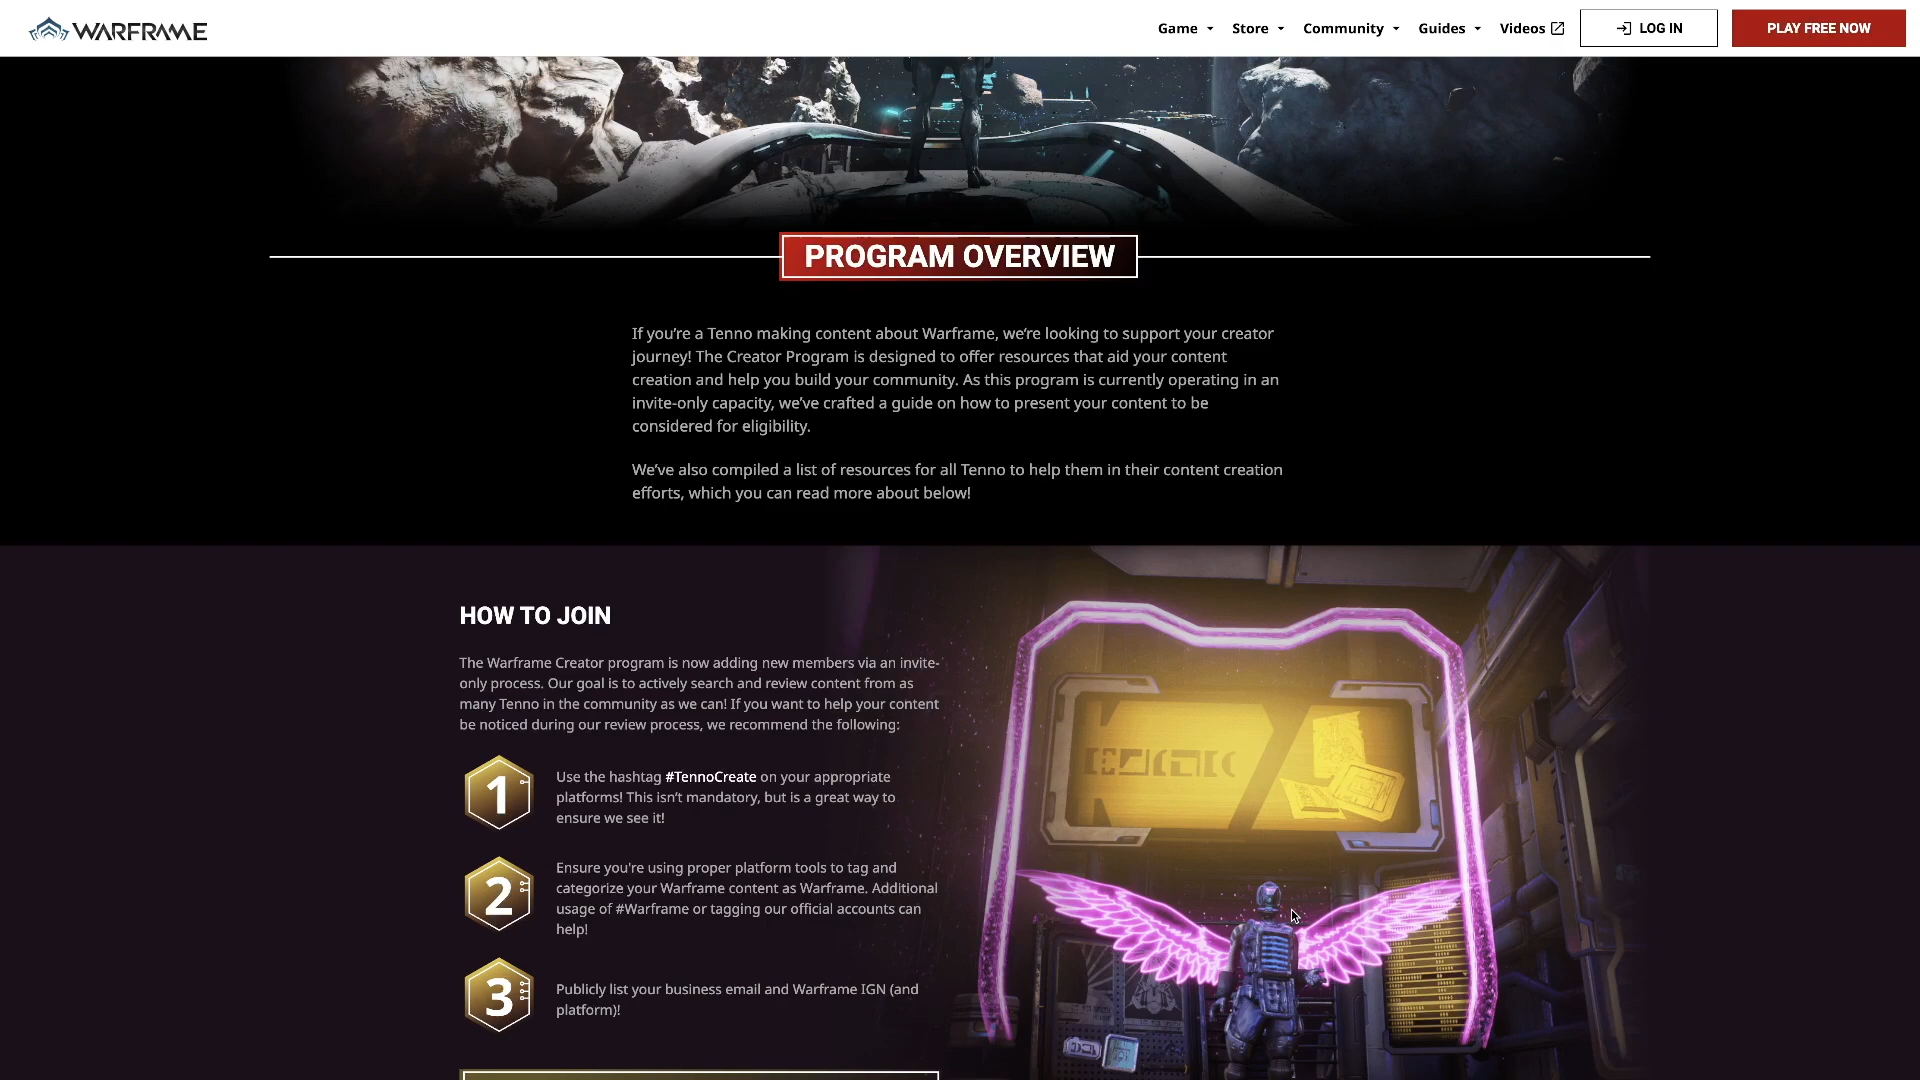 WARFRAME
Game Store Community Guides Videos LOG IN PLAY FREE NOW
PROGRAM OVERVIEW
If you’re a Tenno making content about Warframe, we’re looking to support your creator
journey! The Creator Program is designed to offer resources that aid your content
creation and help you build your community. As this program is currently operating in an
invite-only capacity, we’ve crafted a guide on how to present your content to be
considered for eligibility.
We’ve also compiled a list of resources for all Tenno to help them in their content creation
efforts, which you can read more about below!
HOW TO JOIN
The Warframe Creator program is now adding new members via an invite-
only process. Our goal is to actively search and review content from as
many Tenno in the community as we can! If you want to help your content
be noticed during our review process, we recommend the following:
1
Use the hashtag #TennoCreate on your appropriate
platforms! This isn’t mandatory, but is a great way to
ensure we see it!
2
Ensure you're using proper platform tools to tag and
categorize your Warframe content as Warframe. Additional
usage of #Warframe or tagging our official accounts can
help!
3
Publicly list your business email and Warframe IGN (and
platform)!